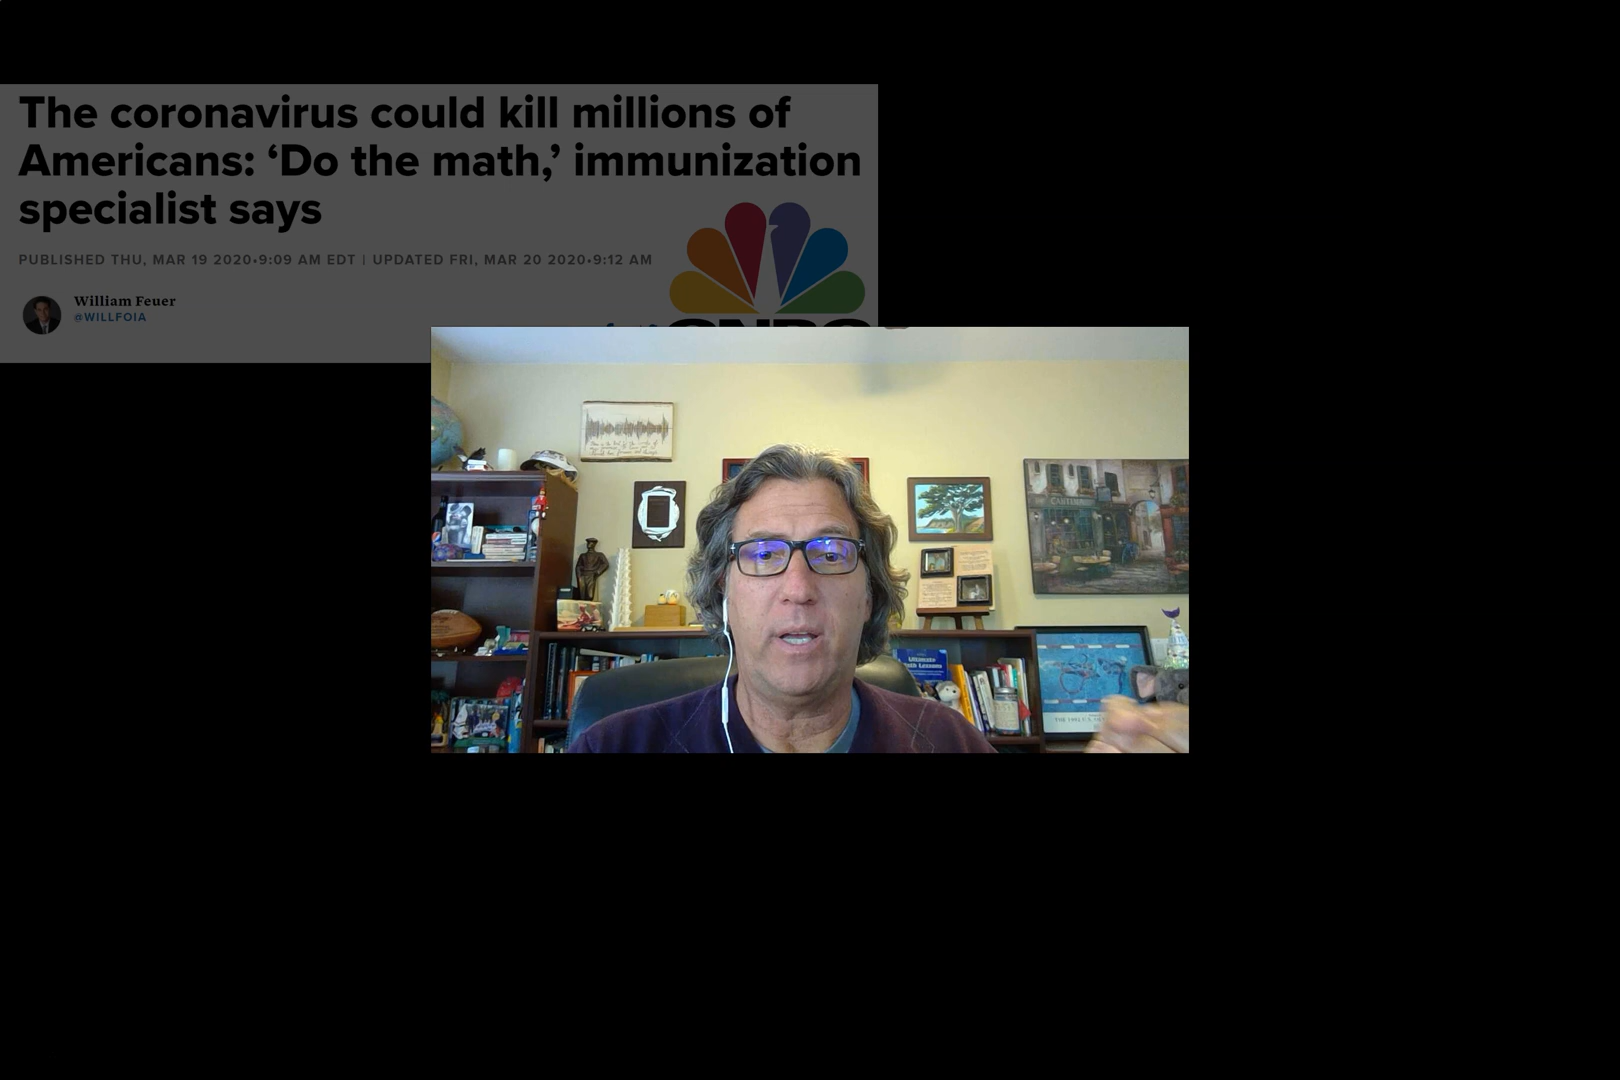 The coronavirus could kill millions of
Americans: ‘Do the math,’ immunization
specialist says
PUBLISHED THU, MAR 19 2020•9:09 AM EDT | UPDATED FRI, MAR 20 2020•9:12 AM
William Feuer
@WILLFOIA